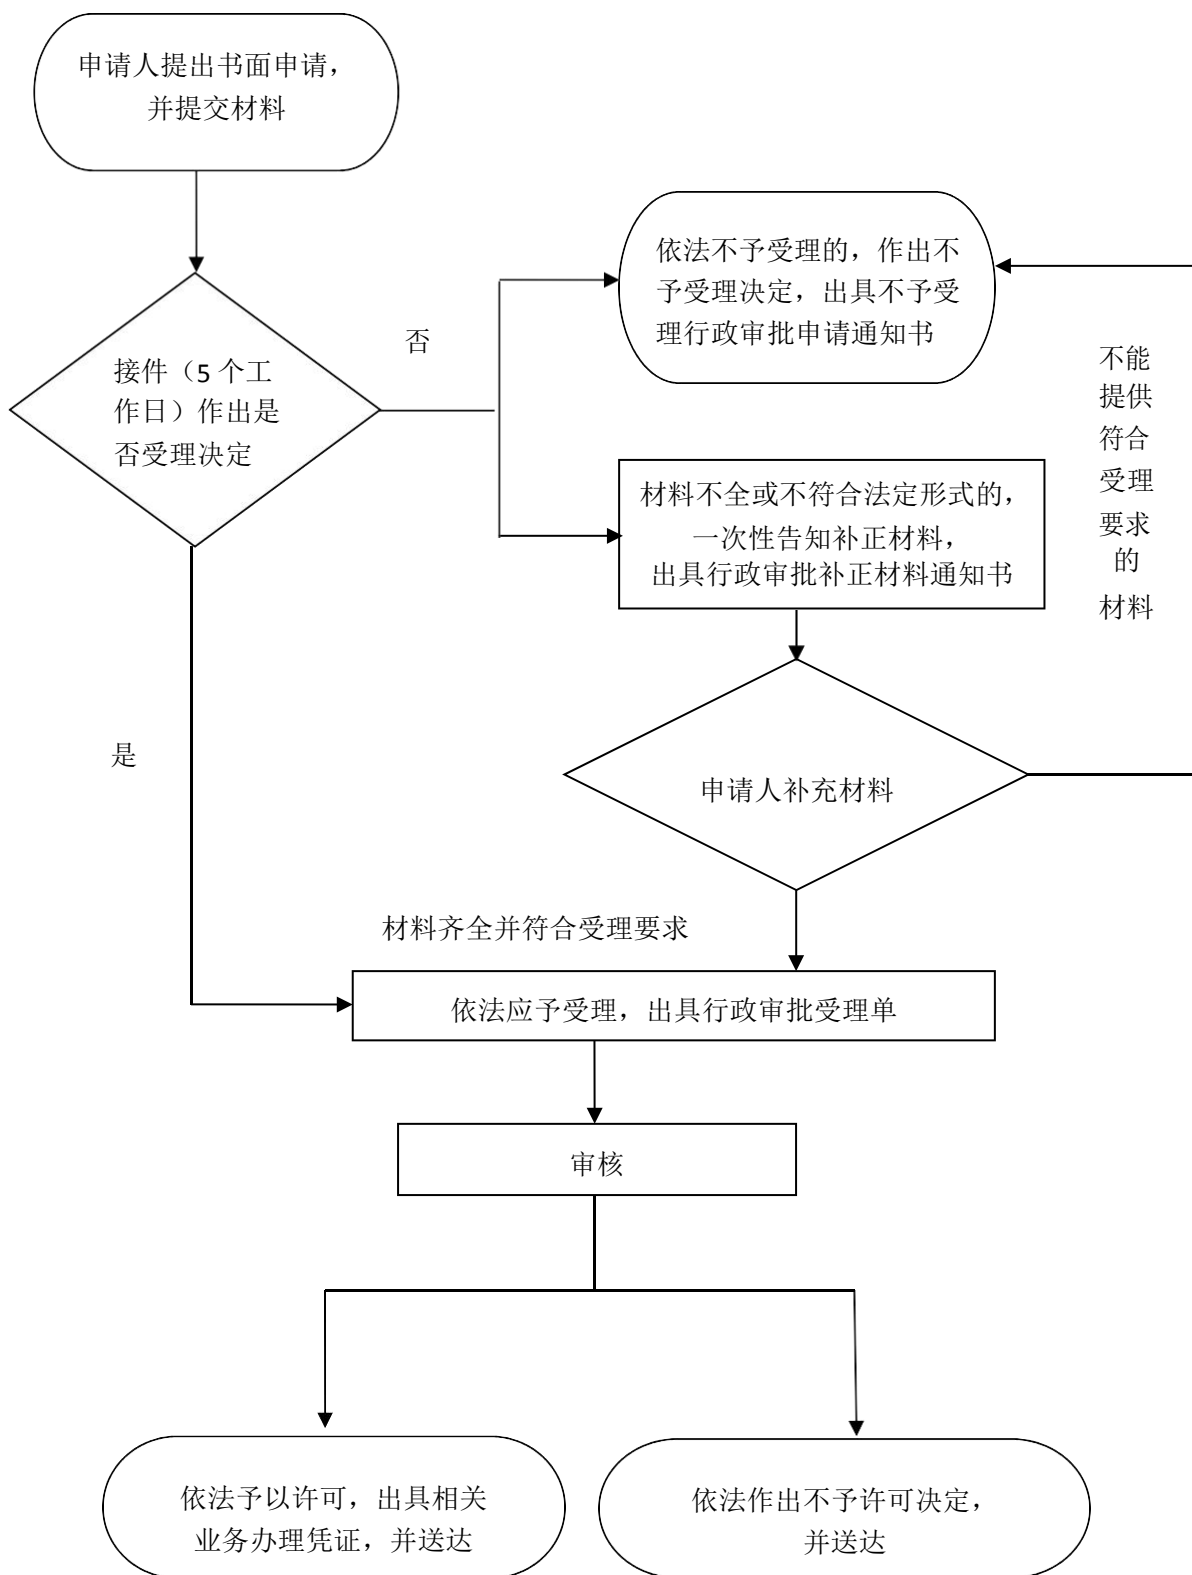 申请人提出书面申请，
并提交材料
依法不予受理的，作出不
予受理决定，出具不予受
理行政审批申请通知书
否
接件（5 个工
作日）作出是
否受理决定
不能
提供
符合
受理
要求
的
材料
材料不全或不符合法定形式的，
一次性告知补正材料，
出具行政审批补正材料通知书
是
申请人补充材料
材料齐全并符合受理要求
依法应予受理，出具行政审批受理单
审核
依法予以许可，出具相关
业务办理凭证，并送达
依法作出不予许可决定，
并送达